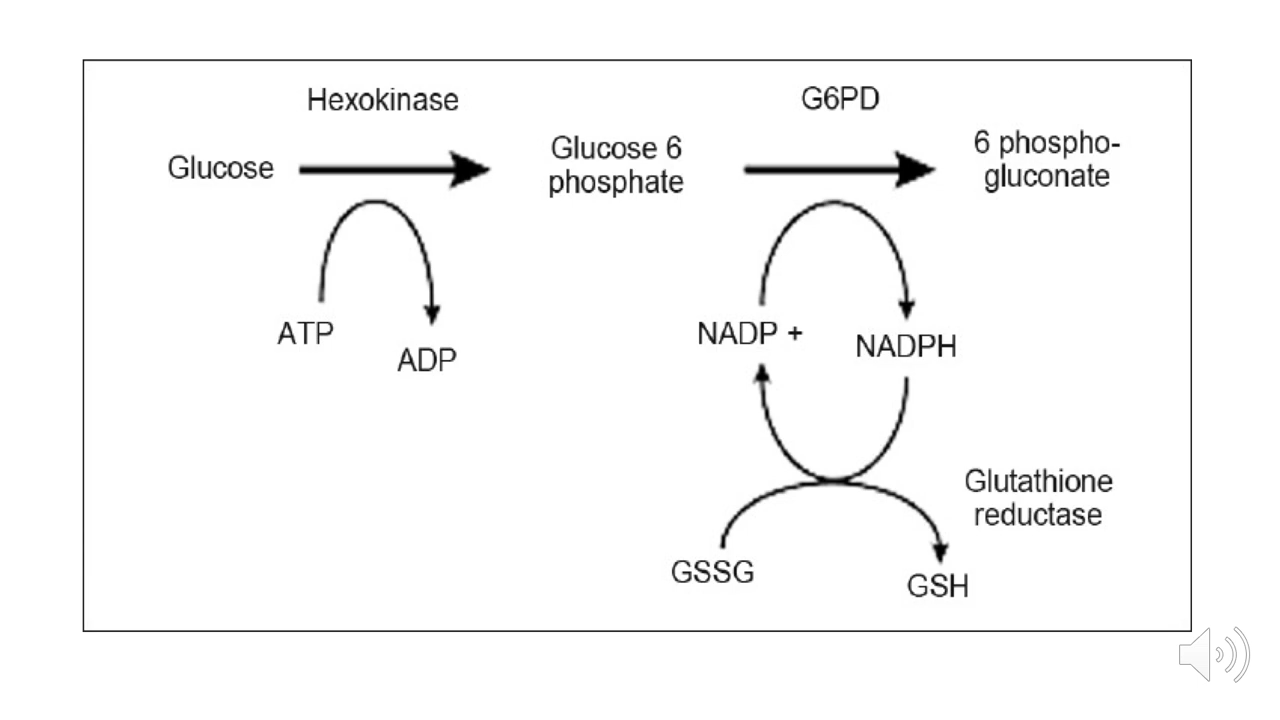 Hexokinase
G6PD
Glucose
Glucose 6
phosphate
6 phospho-
gluconate
ATP
ADP
NADP +
NADPH
Glutathione
reductase
GSSG
GSH